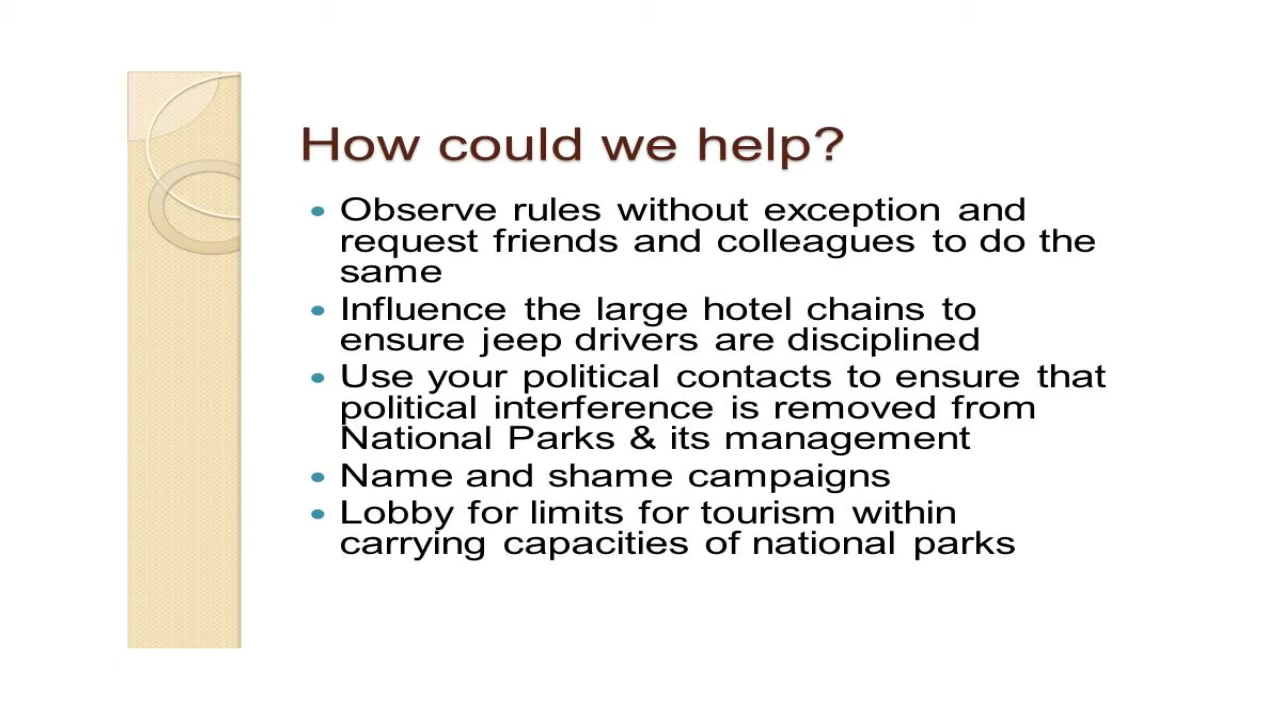 How could we help?
• Observe rules without exception and
request friends and colleagues to do the
same
• Influence the large hotel chains to
ensure jeep drivers are disciplined
• Use your political contacts to ensure that
political interference is removed from
National Parks & its management
• Name and shame campaigns
• Lobby for limits for tourism within
carrying capacities of national parks